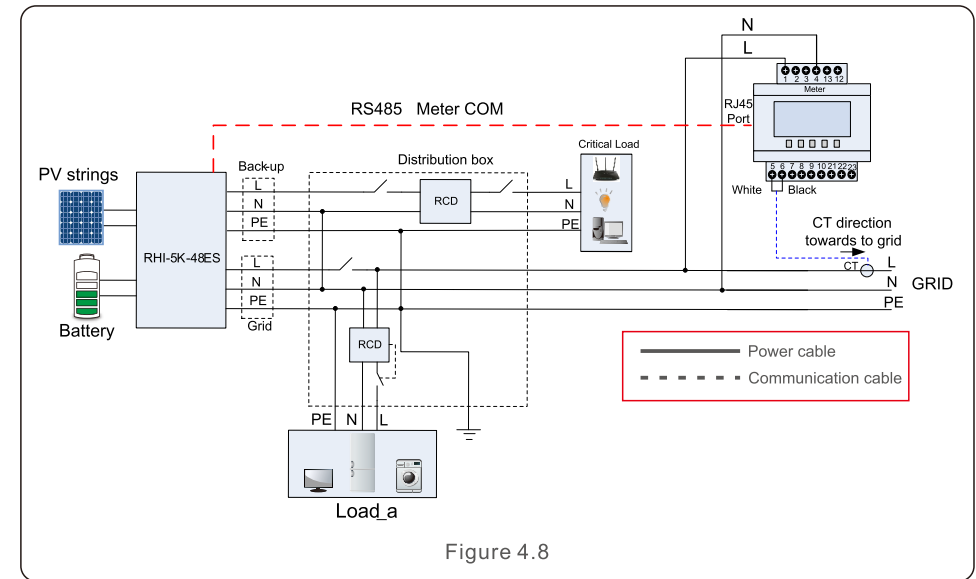 N
L
1 2 3 4 13 12
Meter
RJ45
Port
RS485 Meter COM
5 6 7 8 9 10 21 22 23
White Black
Critical Load
Distribution box
Back-up
PV strings
L
N
PE
RCD
L
N
PE
CT direction
towards to grid
RHI-5K-48ES
L
N
PE
Grid
CT
L
N
PE
GRID
Battery
RCD
Power cable
Communication cable
PE N L
Load_a
Figure 4.8